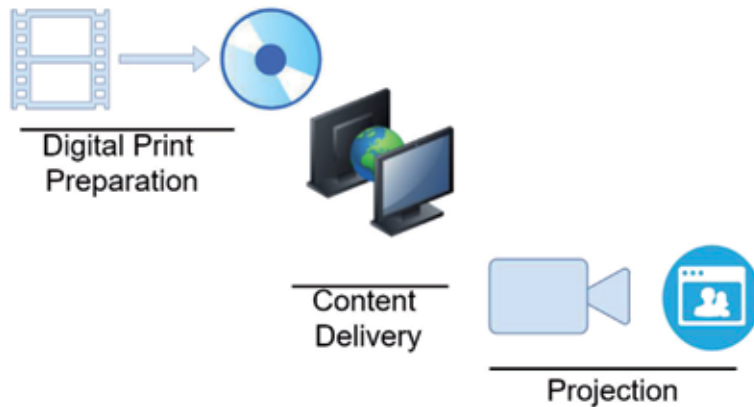 Digital Print
Preparation
Content
Delivery
Projection